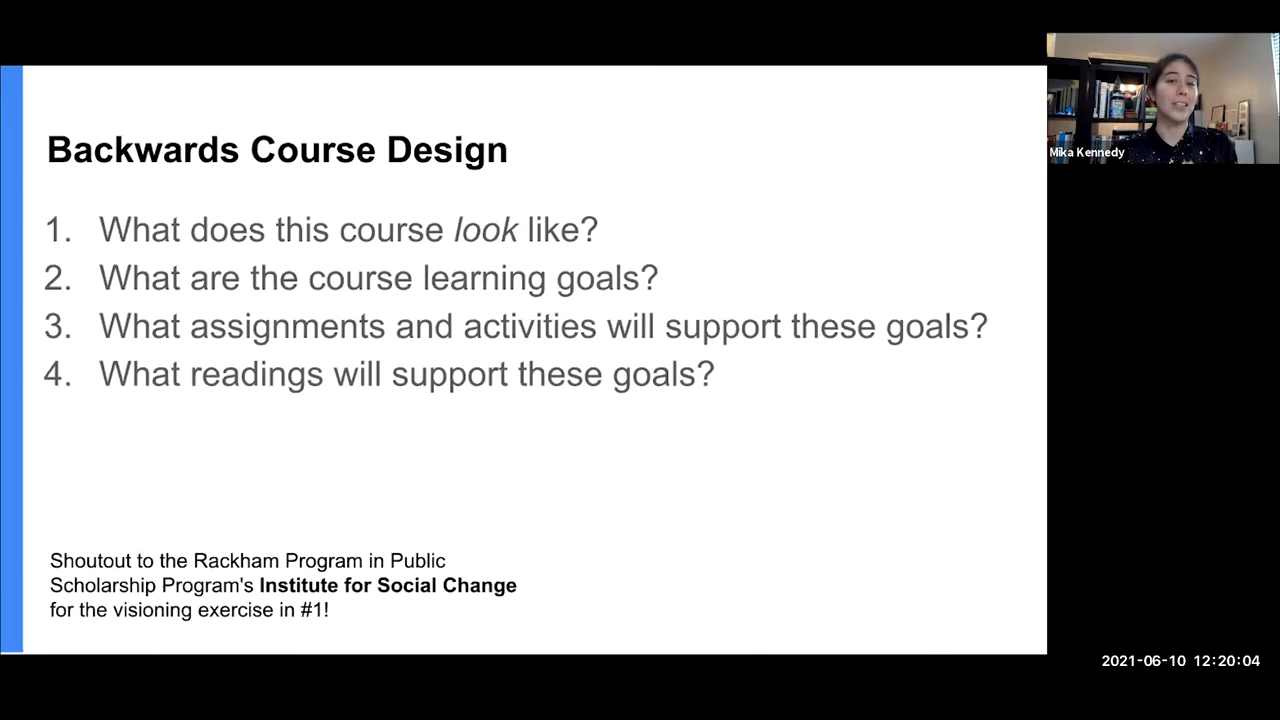 Backwards Course Design
1. What does this course look like?
2. What are the course learning goals?
3. What assignments and activities will support these goals?
4. What readings will support these goals?
Shoutout to the Rackham Program in Public
Scholarship Program's Institute for Social Change
for the visioning exercise in #1!
Mika Kennedy
2021-06-10 12:20:04